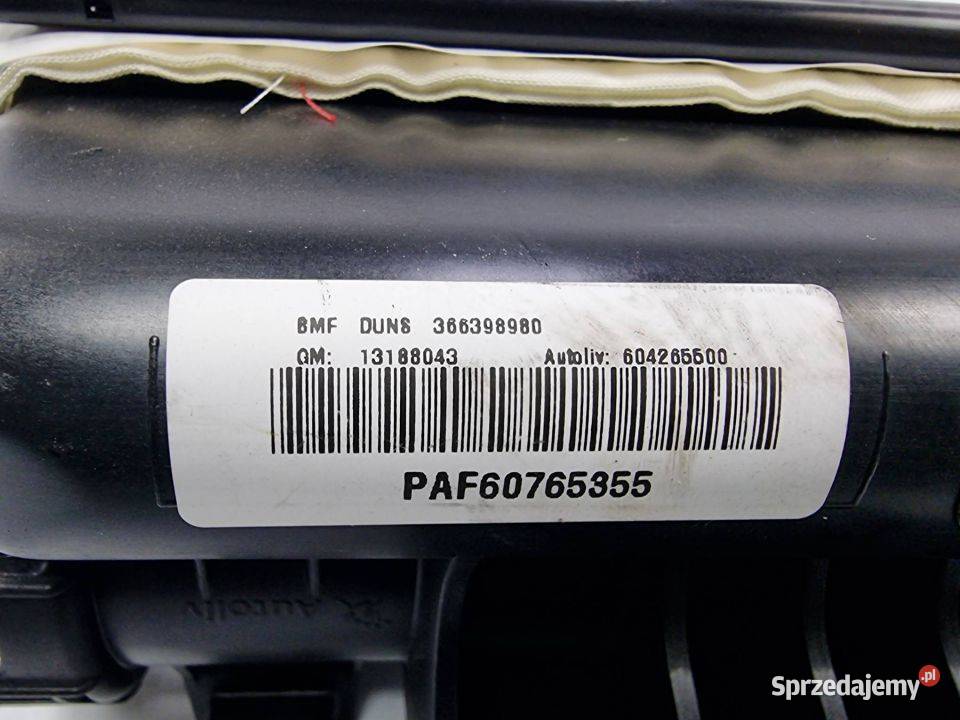 BMF DUNS 366398980
GM: 13188043 Autoliv: 604265500
PAF60765355
Autoliv
Sprzedajemy.pl